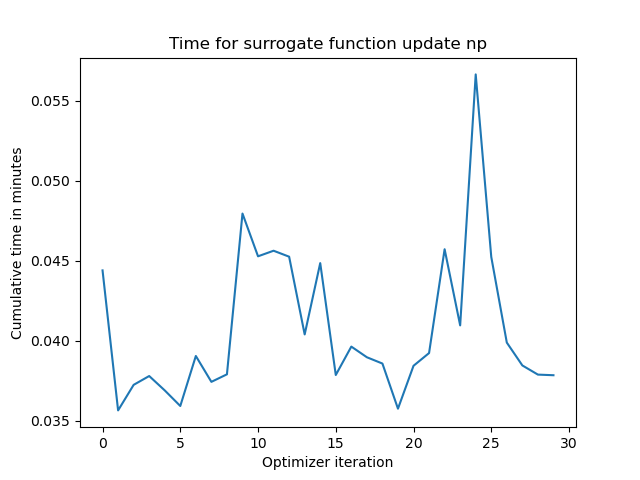 Time for surrogate function update np
Cumulative time in minutes
0.055
0.050
0.045
0.040
0.035
0 5 10 15 20 25 30
Optimizer iteration